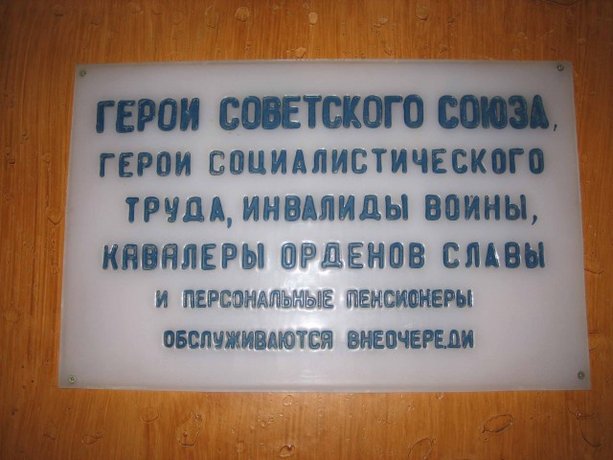 ГЕРОИ СОВЕТСКОГО СОЮЗА,
ГЕРОИ СОЦИАЛИСТИЧЕСКОГО
ТРУДА, ИНВАЛИДЫ ВОИНЫ,
КАВАЛЕРЫ ОРДЕНОВ СЛАВЫ
И ПЕРСОНАЛЬНЫЕ ПЕНСИОНЕРЫ
ОБСЛУЖИВАЮТСЯ ВНЕОЧЕРЕДИ